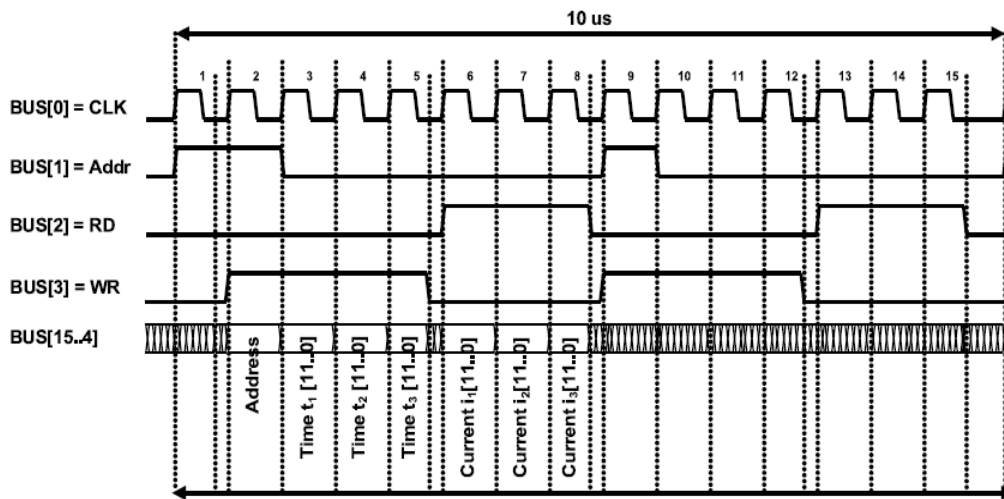 10 us
1 2 3 4 5 6 7 8 9 10 11 12 13 14 15
BUS[0] = CLK
BUS[1] = Addr
BUS[2] = RD
BUS[3] = WR
BUS[15..4]
Address
Time t₁ [11..0]
Time t₂ [11..0]
Time t₃ [11..0]
Current i₁[11..0]
Current i₂[11..0]
Current i₃[11..0]